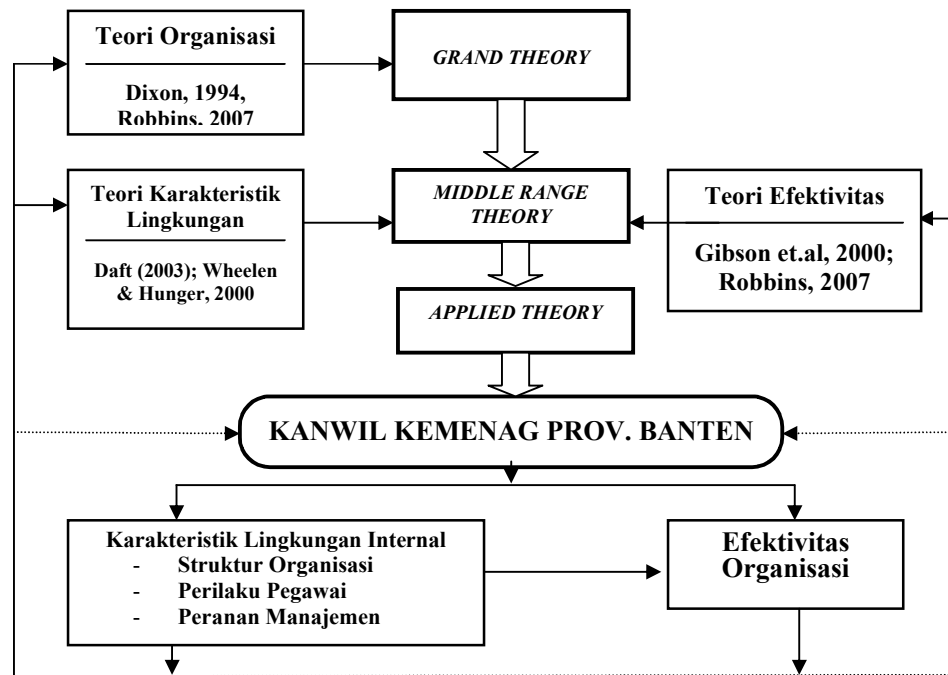 Teori Organisasi
Dixon, 1994,
Robbins, 2007
GRAND THEORY
Teori Karakteristik
Lingkungan
Daft (2003); Wheelen
& Hunger, 2000
MIDDLE RANGE
THEORY
Teori Efektivitas
Gibson et.al, 2000;
Robbins, 2007
APPLIED THEORY
KANWIL KEMENAG PROV. BANTEN
Karakteristik Lingkungan Internal
- Struktur Organisasi
- Perilaku Pegawai
- Peranan Manajemen
Efektivitas
Organisasi